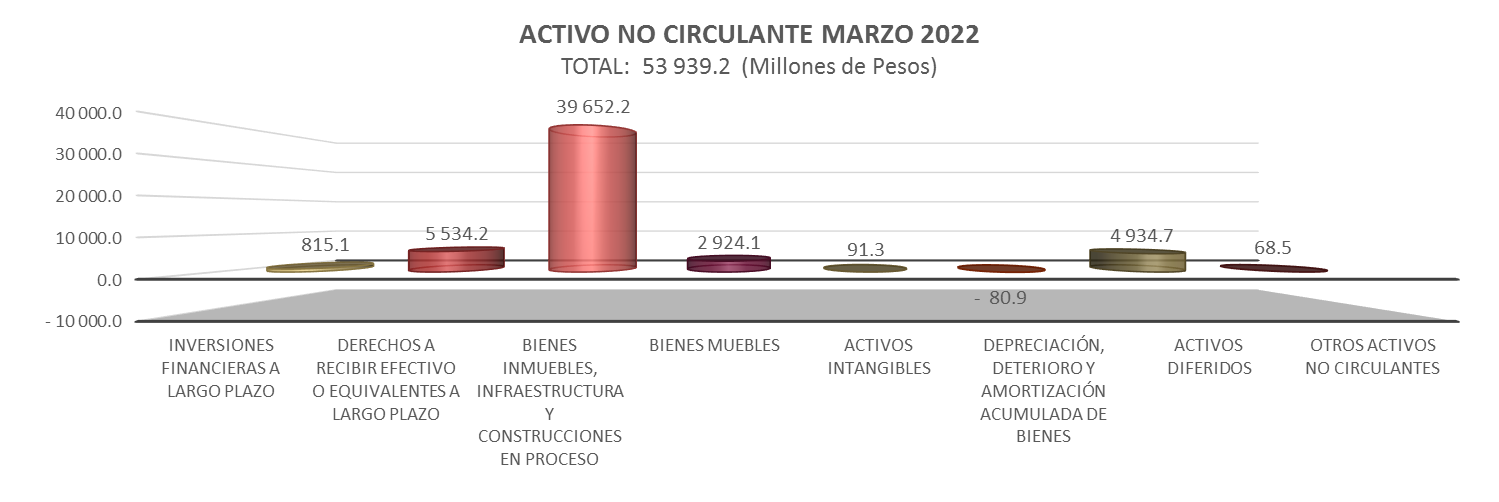 ACTIVO NO CIRCULANTE MARZO 2022
TOTAL:  53 939.2  (Millones de Pesos)
40 000.0
30 000.0
20 000.0
10 000.0
0.0
- 10 000.0
815.1
5 534.2
39 652.2
2 924.1
91.3
-  80.9
4 934.7
68.5
INVERSIONES
FINANCIERAS A
LARGO PLAZO
DERECHOS A
RECIBIR EFECTIVO
O EQUIVALENTES A
LARGO PLAZO
BIENES
INMUEBLES,
INFRAESTRUCTURA
Y
CONSTRUCCIONES
EN PROCESO
BIENES MUEBLES
ACTIVOS
INTANGIBLES
DEPRECIACIÓN,
DETERIORO Y
AMORTIZACIÓN
ACUMULADA DE
BIENES
ACTIVOS
DIFERIDOS
OTROS ACTIVOS
NO CIRCULANTES